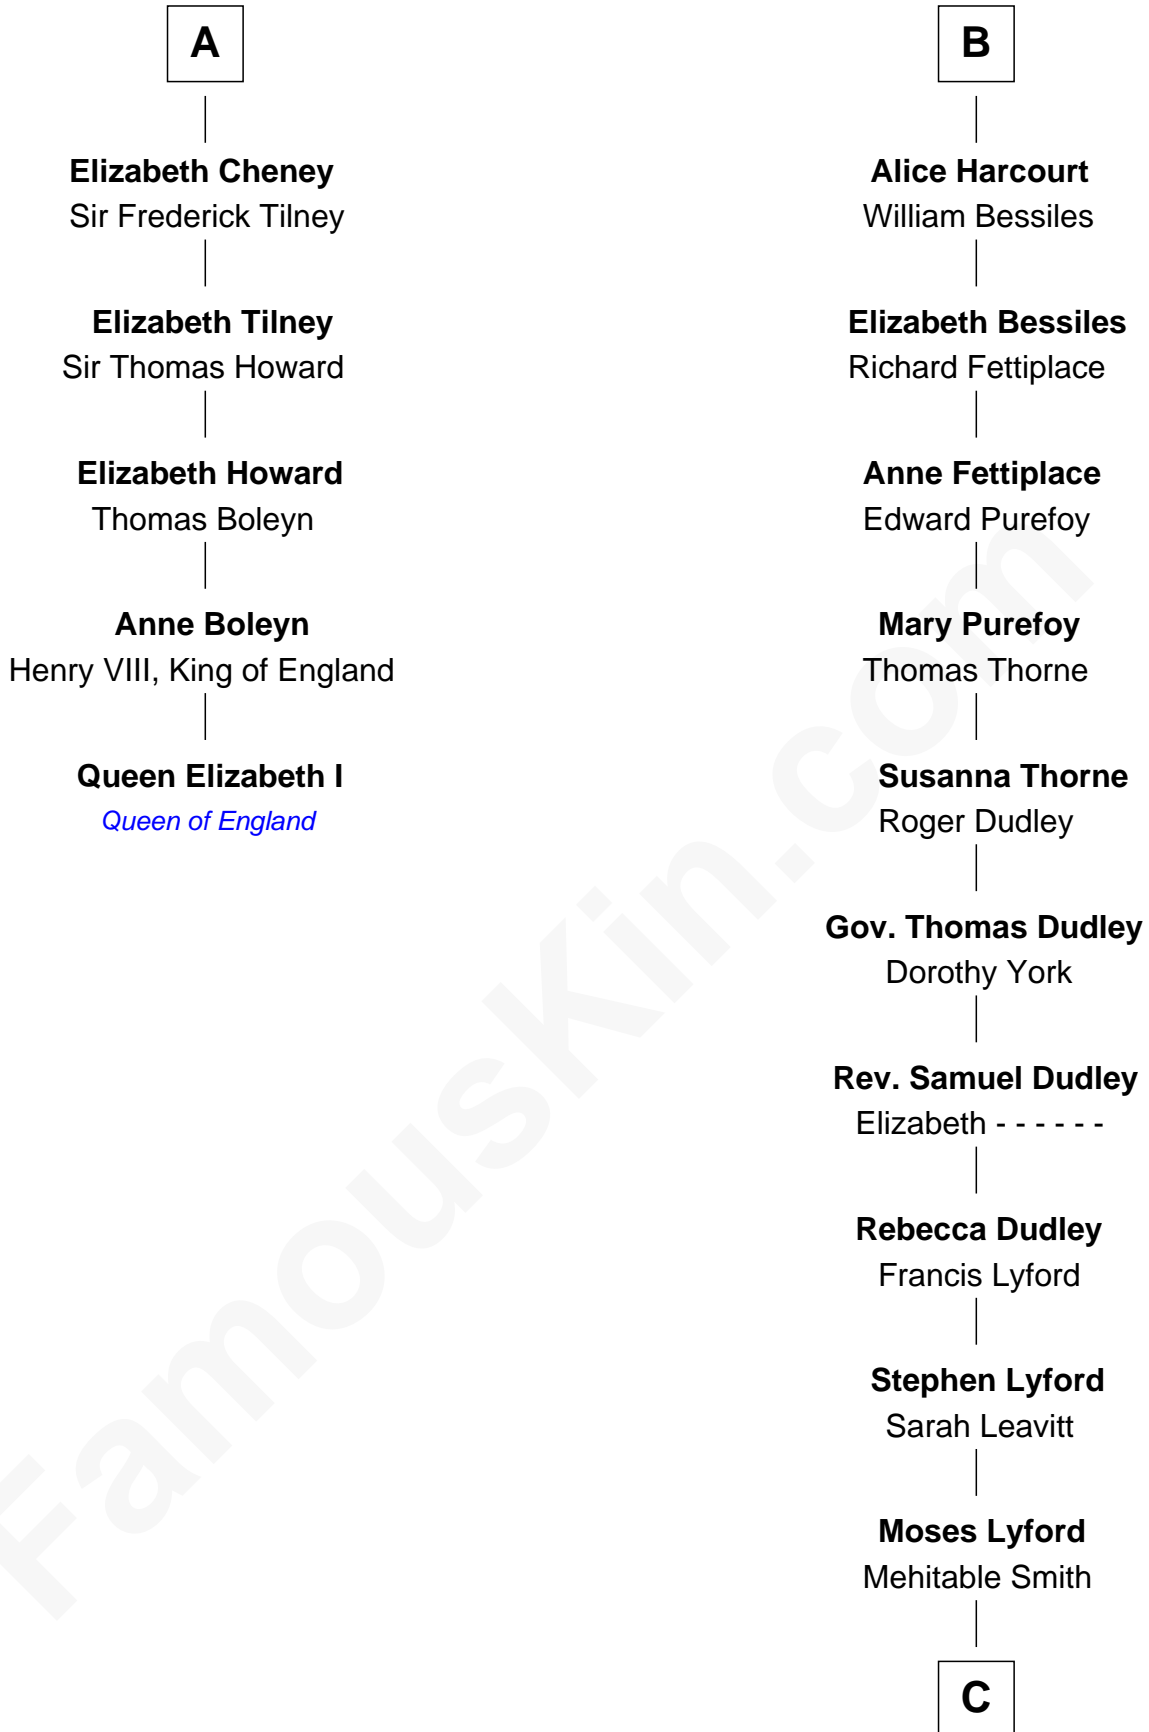 A
Elizabeth Cheney
Sir Frederick Tilney
Elizabeth Tilney
Sir Thomas Howard
Elizabeth Howard
Thomas Boleyn
Anne Boleyn
Henry VIII, King of England
Queen Elizabeth I
Queen of England
B
Alice Harcourt
William Bessiles
Elizabeth Bessiles
Richard Fettiplace
Anne Fettiplace
Edward Purefoy
Mary Purefoy
Thomas Thorne
Susanna Thorne
Roger Dudley
Gov. Thomas Dudley
Dorothy York
Rev. Samuel Dudley
Elizabeth - - - - - -
Rebecca Dudley
Francis Lyford
Stephen Lyford
Sarah Leavitt
Moses Lyford
Mehitable Smith
C
FamousKin.com